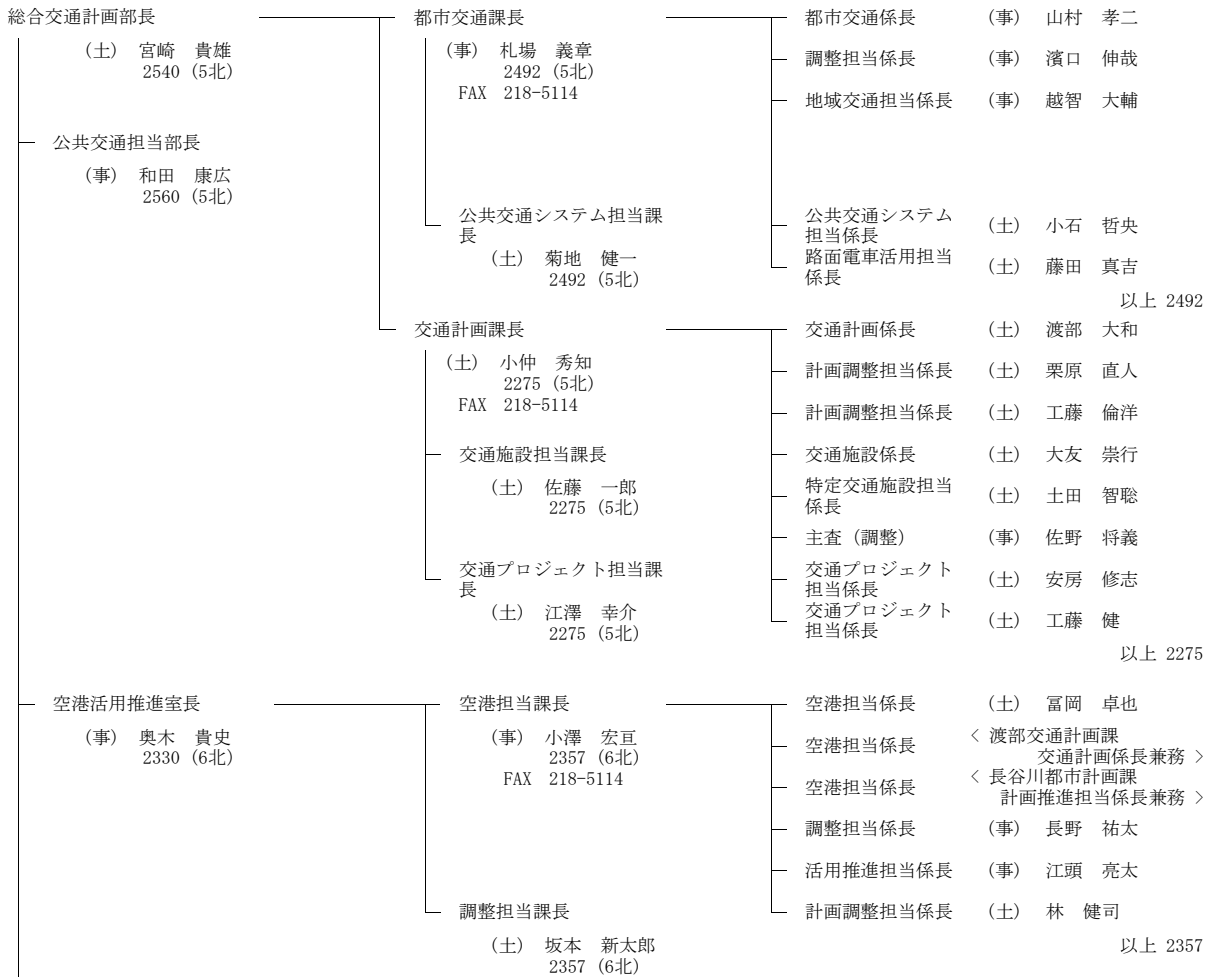 総合交通計画部長
(土) 宮崎 貴雄
2540 (5北)
公共交通担当部長
(事) 和田 康広
2560 (5北)
都市交通課長
(事) 札場 義章
2492 (5北)
FAX 218-5114
公共交通システム担当課
長
(土) 菊地 健一
2492 (5北)
都市交通係長 (事) 山村 孝二
調整担当係長 (事) 濱口 伸哉
地域交通担当係長 (事) 越智 大輔
公共交通システム
担当係長 (土) 小石 哲央
路面電車活用担当
係長 (土) 藤田 真吉
以上 2492
交通計画課長
(土) 小仲 秀知
2275 (5北)
FAX 218-5114
交通施設担当課長
(土) 佐藤 一郎
2275 (5北)
交通プロジェクト担当課
長
(土) 江澤 幸介
2275 (5北)
交通計画係長 (土) 渡部 大和
計画調整担当係長 (土) 栗原 直人
計画調整担当係長 (土) 工藤 倫洋
交通施設係長 (土) 大友 崇行
特定交通施設担当
係長 (土) 土田 智聡
主査（調整） (事) 佐野 将義
交通プロジェクト
担当係長 (土) 安房 修志
交通プロジェクト
担当係長 (土) 工藤 健
以上 2275
空港活用推進室長
(事) 奥木 貴史
2330 (6北)
空港担当課長
(事) 小澤 宏亘
2357 (6北)
FAX 218-5114
調整担当課長
(土) 坂本 新太郎
2357 (6北)
空港担当係長 (土) 冨岡 卓也
空港担当係長 < 渡部交通計画課
交通計画係長兼務 >
空港担当係長 < 長谷川都市計画課
計画推進担当係長兼務 >
調整担当係長 (事) 長野 祐太
活用推進担当係長 (事) 江頭 亮太
計画調整担当係長 (土) 林 健司
以上 2357